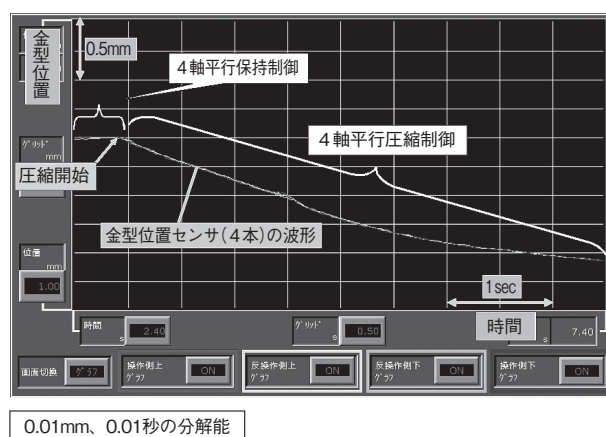 金型位置
0.5mm
4軸平行保持制御
4軸平行圧縮制御
グリッド
mm
圧縮開始
金型位置センサ(4本)の波形
位置
mm
1.00
1sec
時間
s
2.40
グリッド
s
0.50
時間
s
7.40
画面切換
グラフ
操作側上
グラフ
ON
反操作側上
グラフ
ON
反操作側下
グラフ
ON
操作側下
グラフ
ON
0.01mm、0.01秒の分解能